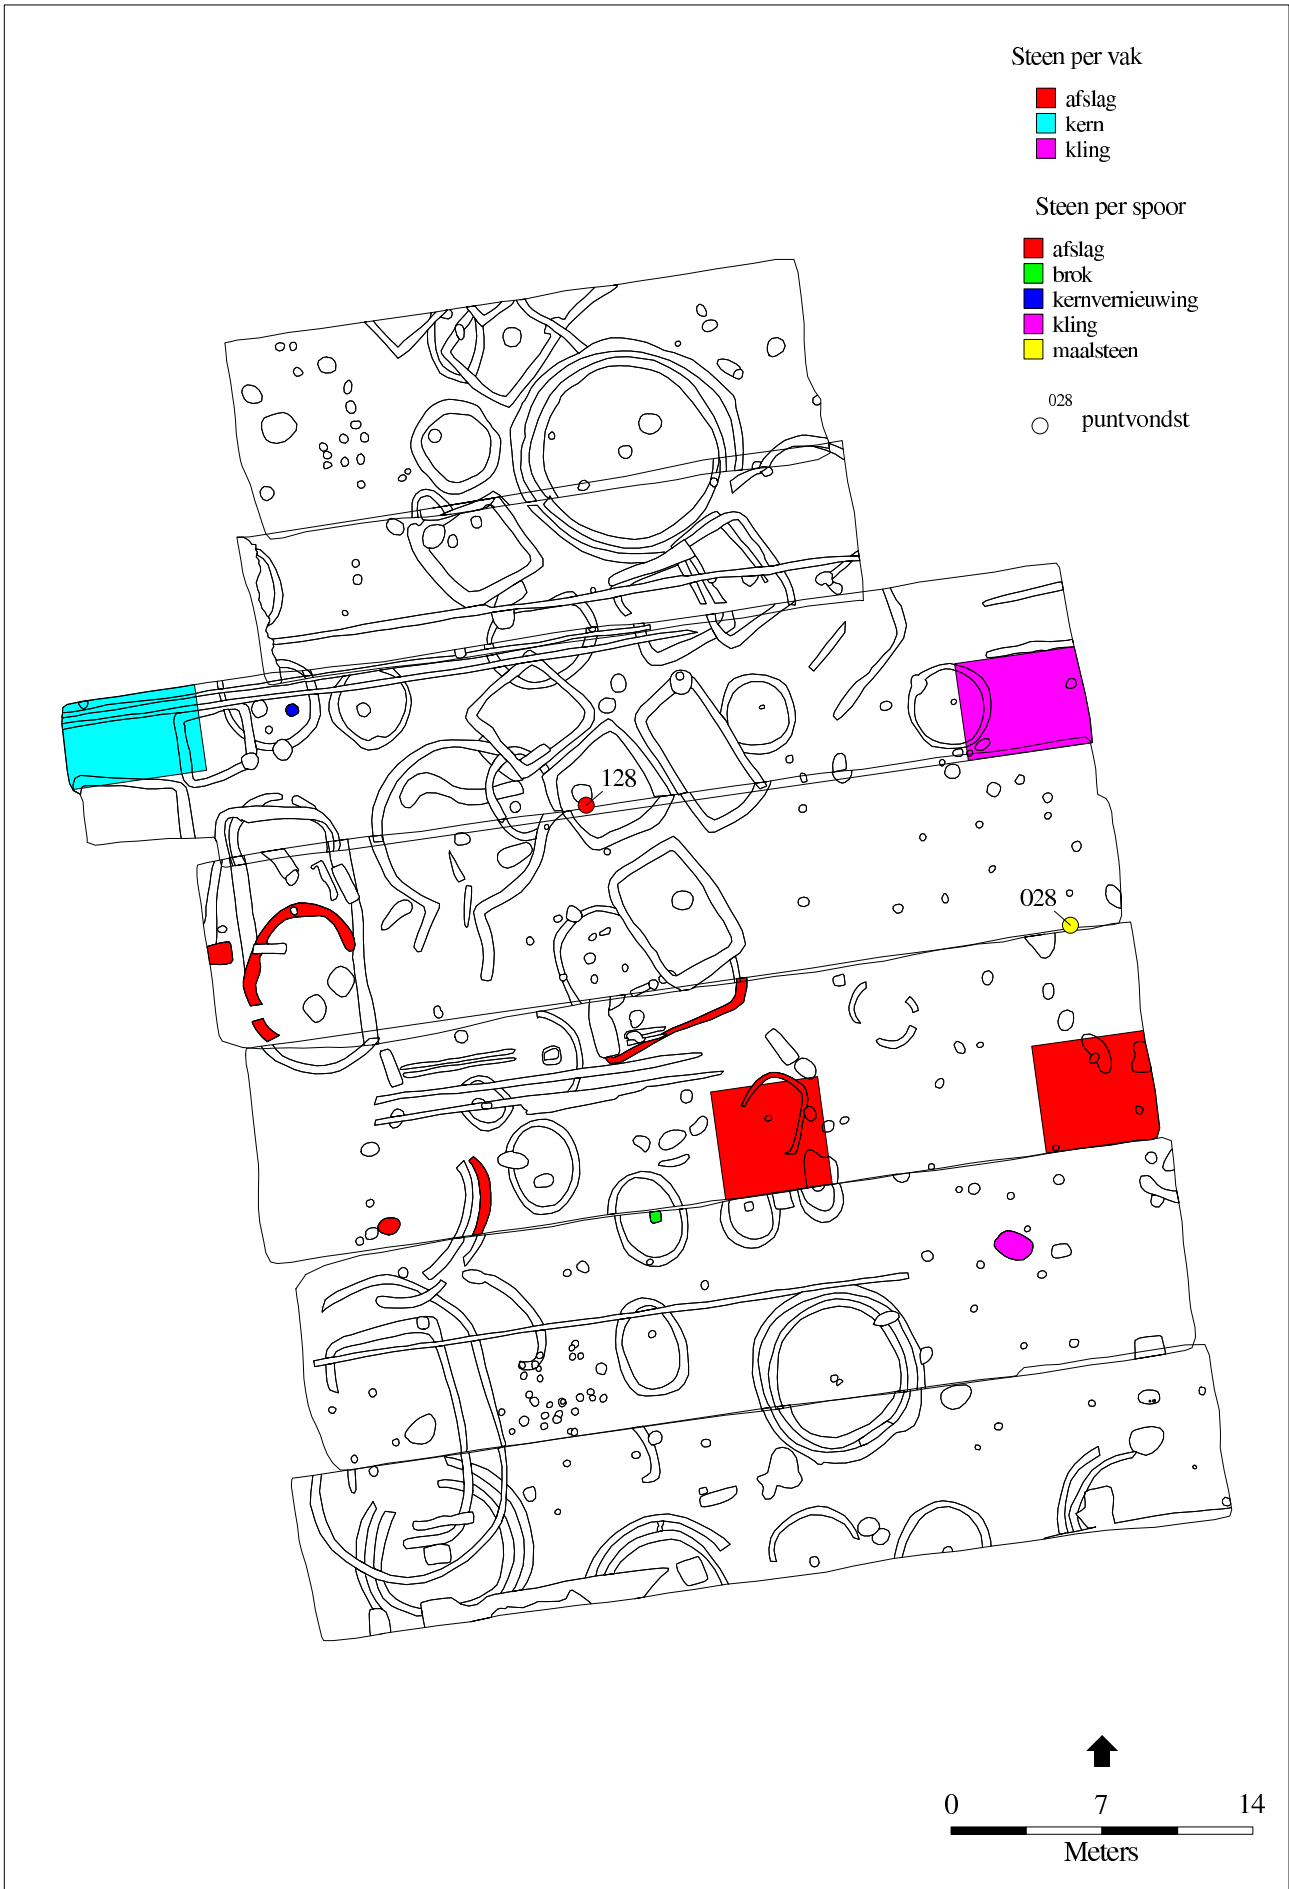 Steen per vak
afslag
kern
kling
Steen per spoor
afslag
brok
kernvernieuwing
kling
maalsteen
028
puntvondst
128
028
0 7 14
Meters